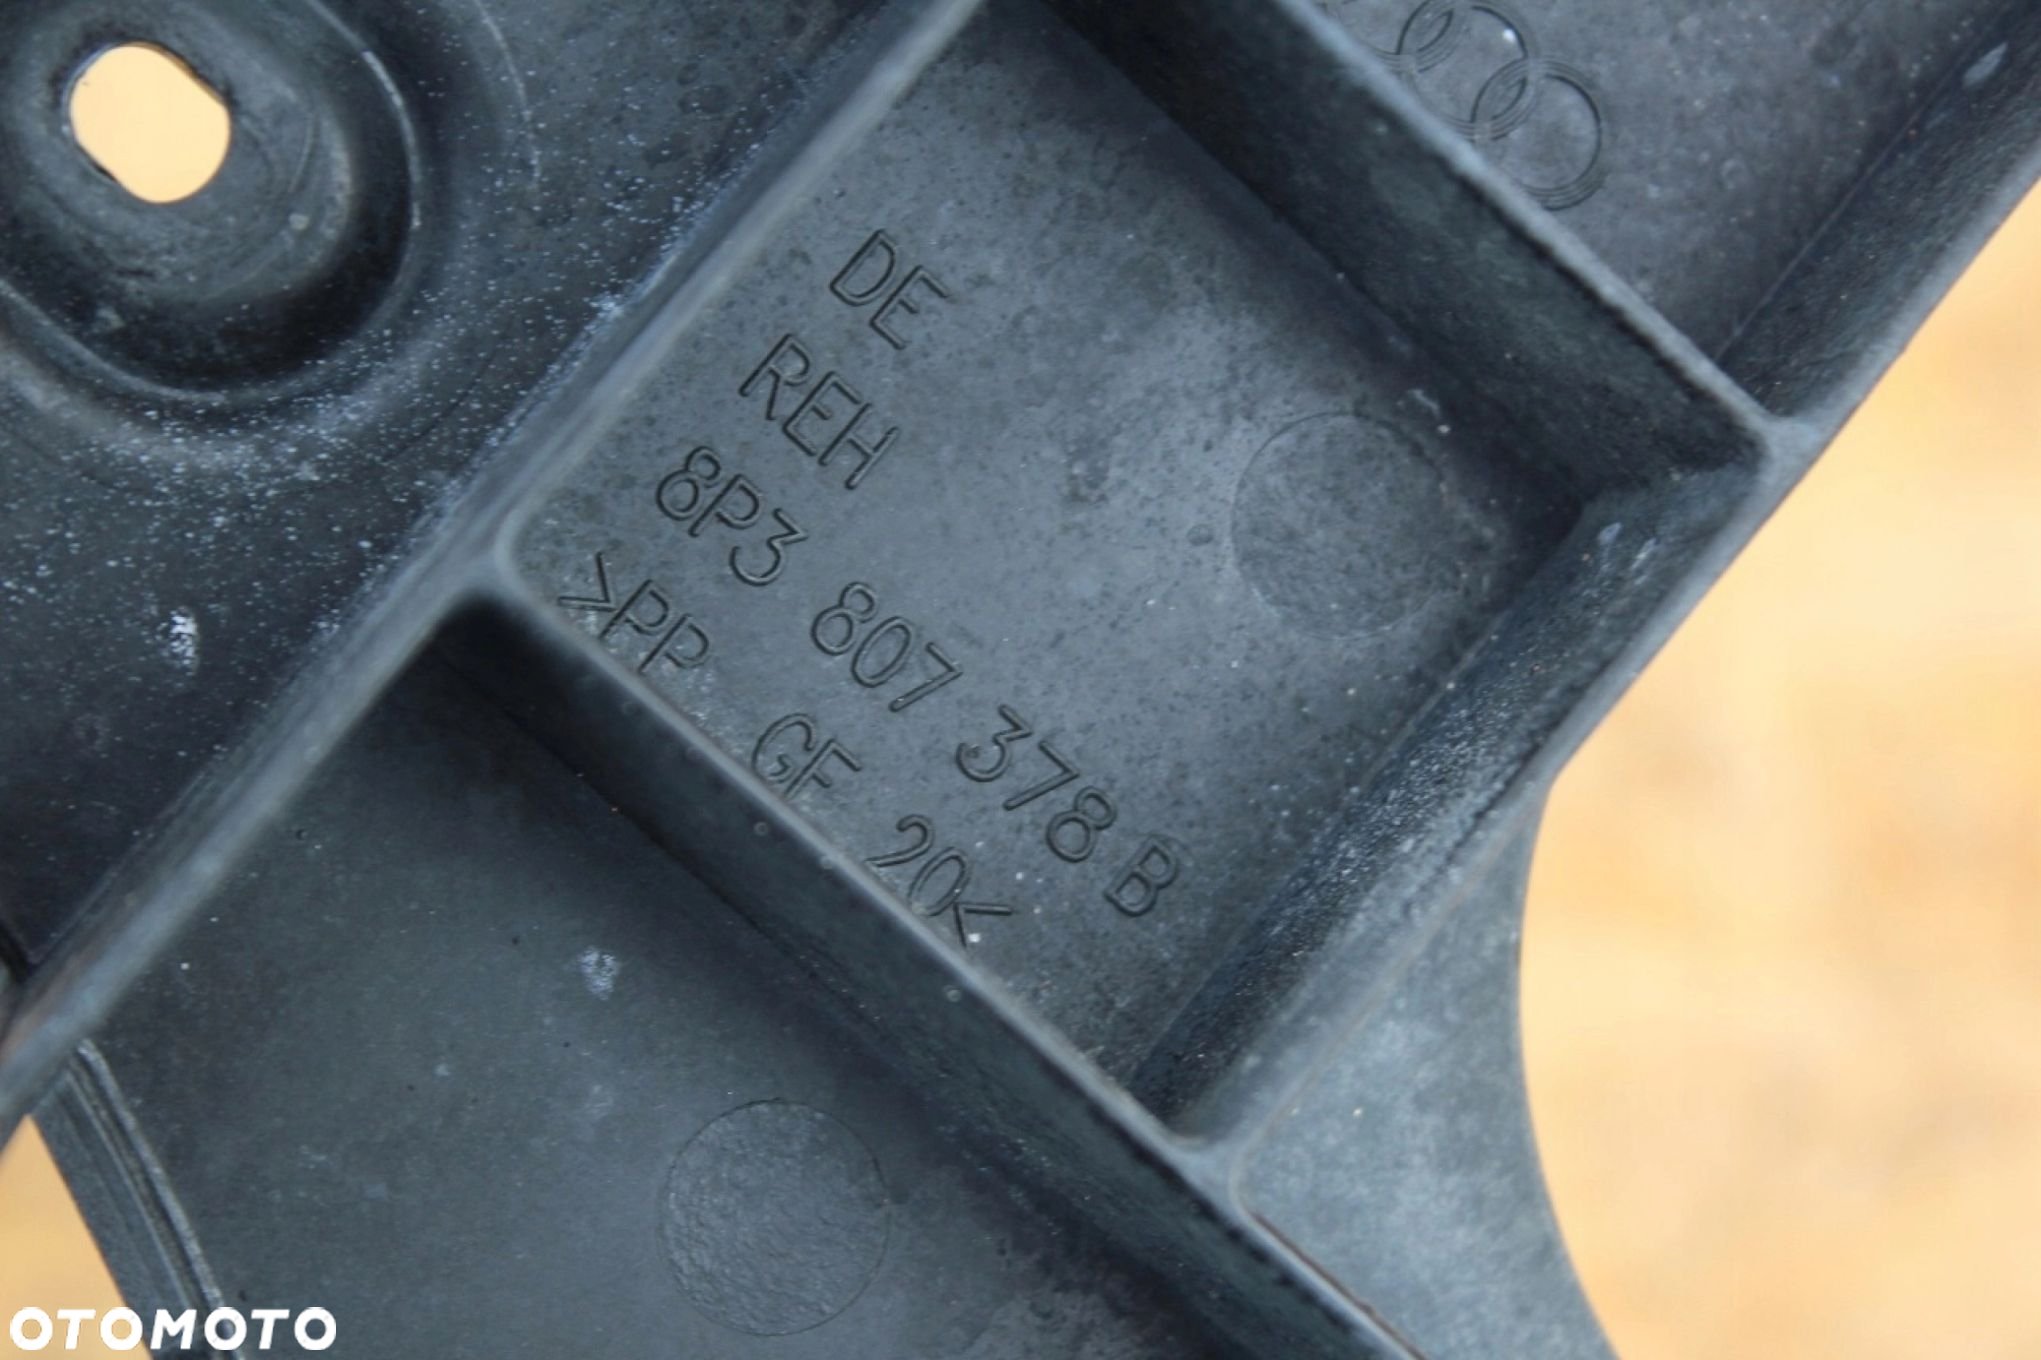 DE
REH
8P3 807 378 B
>PP GF 20<
OTOMOTO